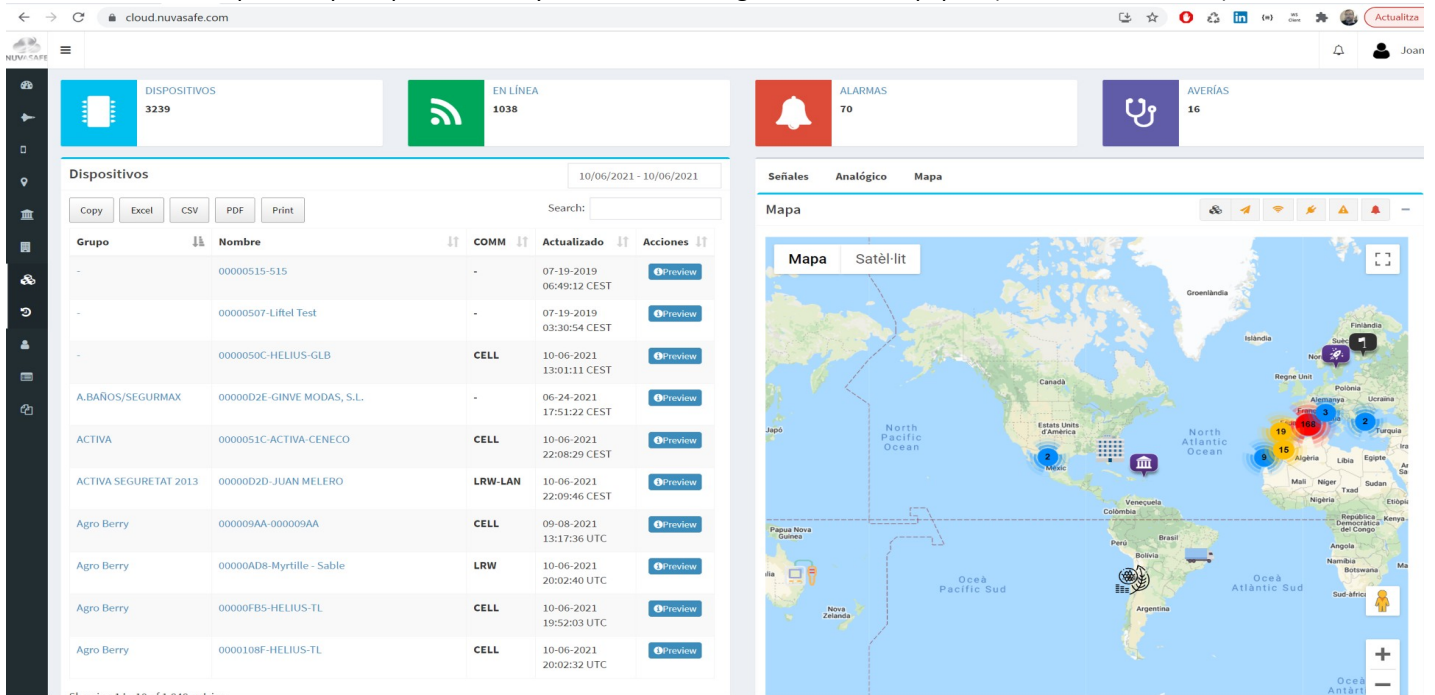 cloud.nuvasafe.com
Actualitza
NUVASAFE
Joan
DISPOSITIVOS
3239
EN LÍNEA
1038
ALARMAS
70
AVERÍAS
16
Dispositivos
10/06/2021 - 10/06/2021
Copy Excel CSV PDF Print
Search:
Grupo Nombre COMM Actualizado Acciones
- 00000515-515 - 07-19-2019 Preview
06:49:12 CEST
- 00000507-Liftel Test - 07-19-2019 Preview
03:30:54 CEST
- 0000050C-HELIUS-GLB CELL 10-06-2021 Preview
13:01:11 CEST
A.BAÑOS/SEGURMAX 00000D2E-GINVE MODAS, S.L. - 06-24-2021 Preview
17:51:22 CEST
ACTIVA 0000051C-ACTIVA-CENECO CELL 10-06-2021 Preview
22:08:29 CEST
ACTIVA SEGURETAT 2013 00000D2D-JUAN MELERO LRW-LAN 10-06-2021 Preview
22:09:46 CEST
Agro Berry 000009AA-000009AA CELL 09-08-2021 Preview
13:17:36 UTC
Agro Berry 00000AD8-Myrtille - Sable LRW 10-06-2021 Preview
20:02:40 UTC
Agro Berry 00000FB5-HELIUS-TL CELL 10-06-2021 Preview
19:52:03 UTC
Agro Berry 0000108F-HELIUS-TL CELL 10-06-2021 Preview
20:02:32 UTC
Señales Analógico Mapa
Mapa
Mapa Satèl·lit
Groenlàndia
Islàndia
Finlàndia
Regne Unit
Polònia
Alemanya Ucraïna
Canadà
Estats Units
d'Amèrica
Japó
North
Pacific
Ocean
North
Atlantic
Ocean
3
168
2
19
15
9
2
Turquia
Mèxic
Algèria Líbia Egipte
Mali Níger Txad Sudan
Nigèria Etiòpia
Veneçuela
Colòmbia
República
Democràtica
del Congo
Kenya
Papua Nova
Guinea
Perú Brasil
Bolívia
Angola
Namíbia
Botswana
Oceà
Pacífic Sud
Oceà
Atlàntic Sud
Sud-àfrica
Nova
Zelanda
Argentina